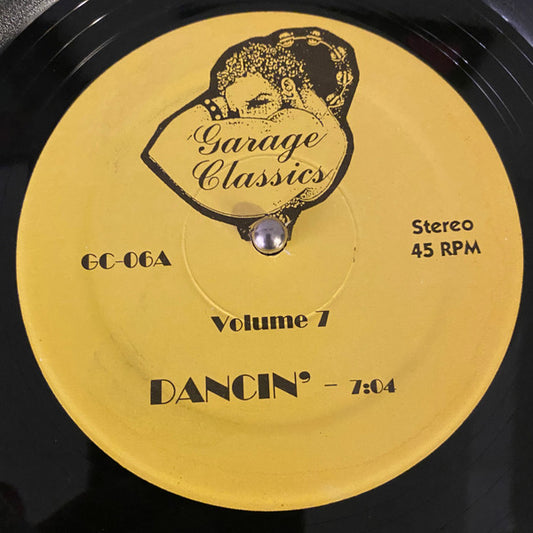 Garage
Classics
GC-06A
Stereo
45 RPM
Volume 7
DANCIN' - 7:04